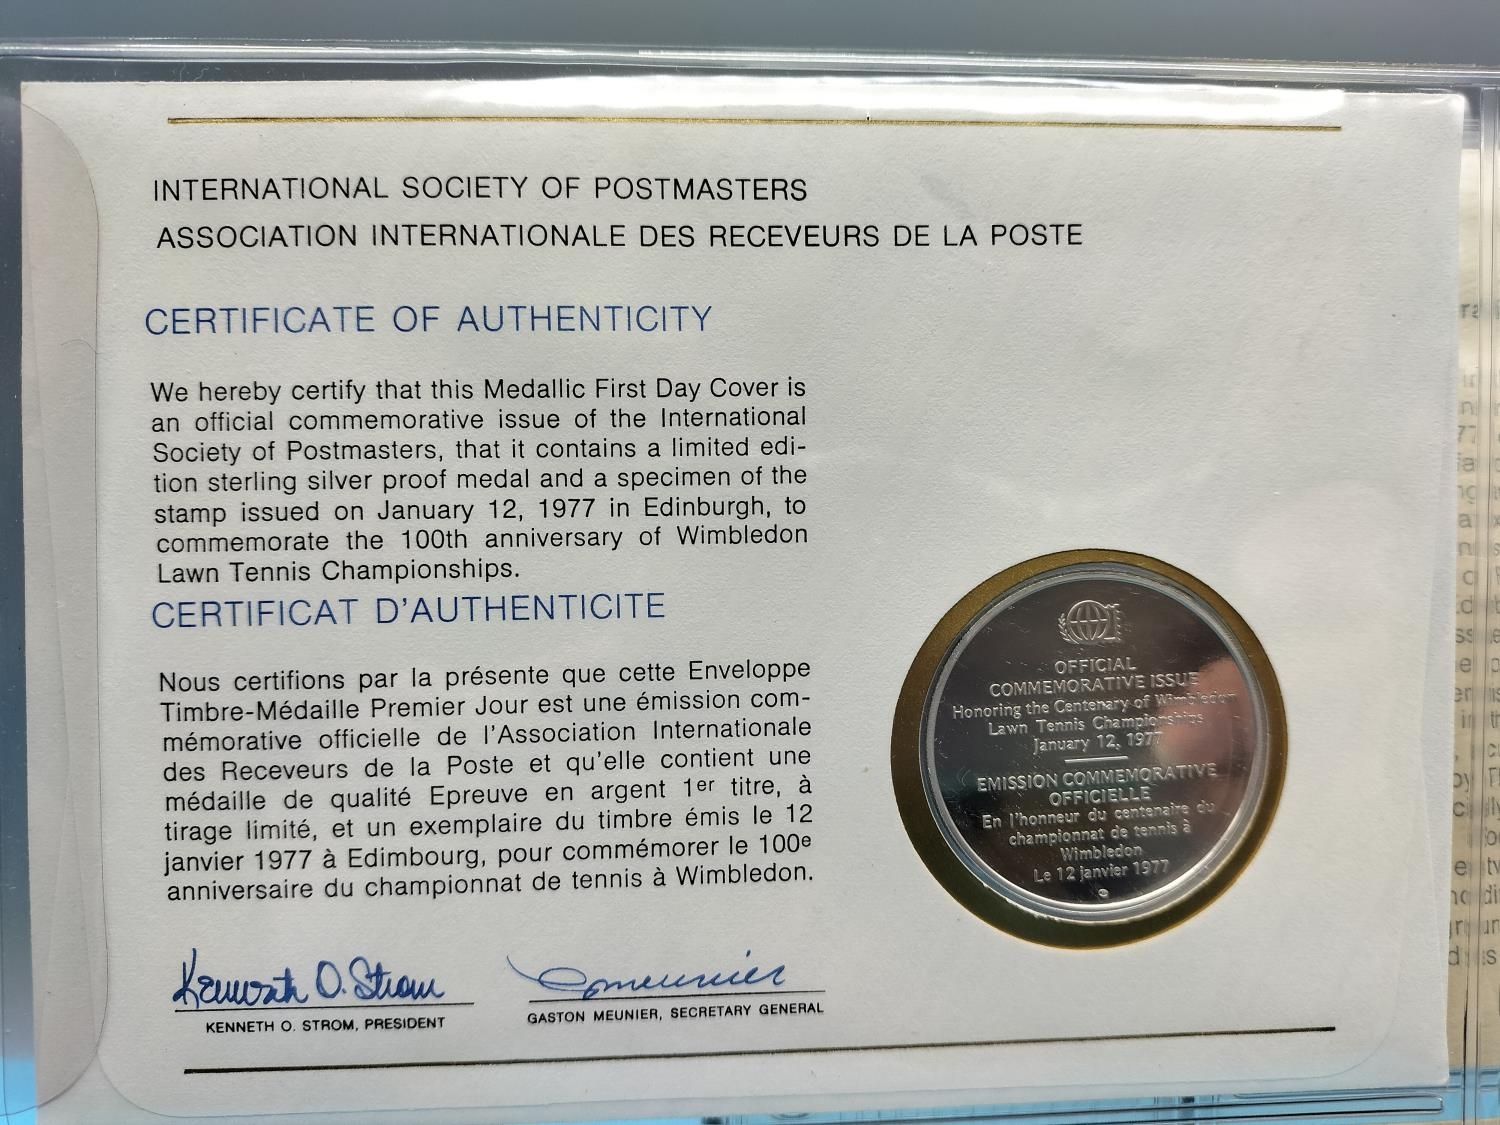 INTERNATIONAL SOCIETY OF POSTMASTERS
ASSOCIATION INTERNATIONALE DES RECEVEURS DE LA POSTE
CERTIFICATE OF AUTHENTICITY
We hereby certify that this Medallic First Day Cover is
an official commemorative issue of the International
Society of Postmasters, that it contains a limited edi-
tion sterling silver proof medal and a specimen of the
stamp issued on January 12, 1977 in Edinburgh, to
commemorate the 100th anniversary of Wimbledon
Lawn Tennis Championships.
CERTIFICAT D'AUTHENTICITE
Nous certifions par la présente que cette Enveloppe
Timbre-Médaille Premier Jour est une émission com-
mémorative officielle de l'Association Internationale
des Receveurs de la Poste et qu'elle contient une
médaille de qualité Epreuve en argent 1er titre, à
tirage limité, et un exemplaire du timbre émis le 12
janvier 1977 à Edimbourg, pour commémorer le 100e
anniversaire du championnat de tennis à Wimbledon.
Kenneth O. Strom
KENNETH O. STROM, PRESIDENT
GMeunier
GASTON MEUNIER, SECRETARY GENERAL
OFFICIAL
COMMEMORATIVE ISSUE
Honoring the Centenary of Wimbledon
Lawn Tennis Championships
January 12, 1977
EMISSION COMMEMORATIVE
OFFICIELLE
En l'honneur du centenaire du
championnat de tennis à
Wimbledon
Le 12 janvier 1977